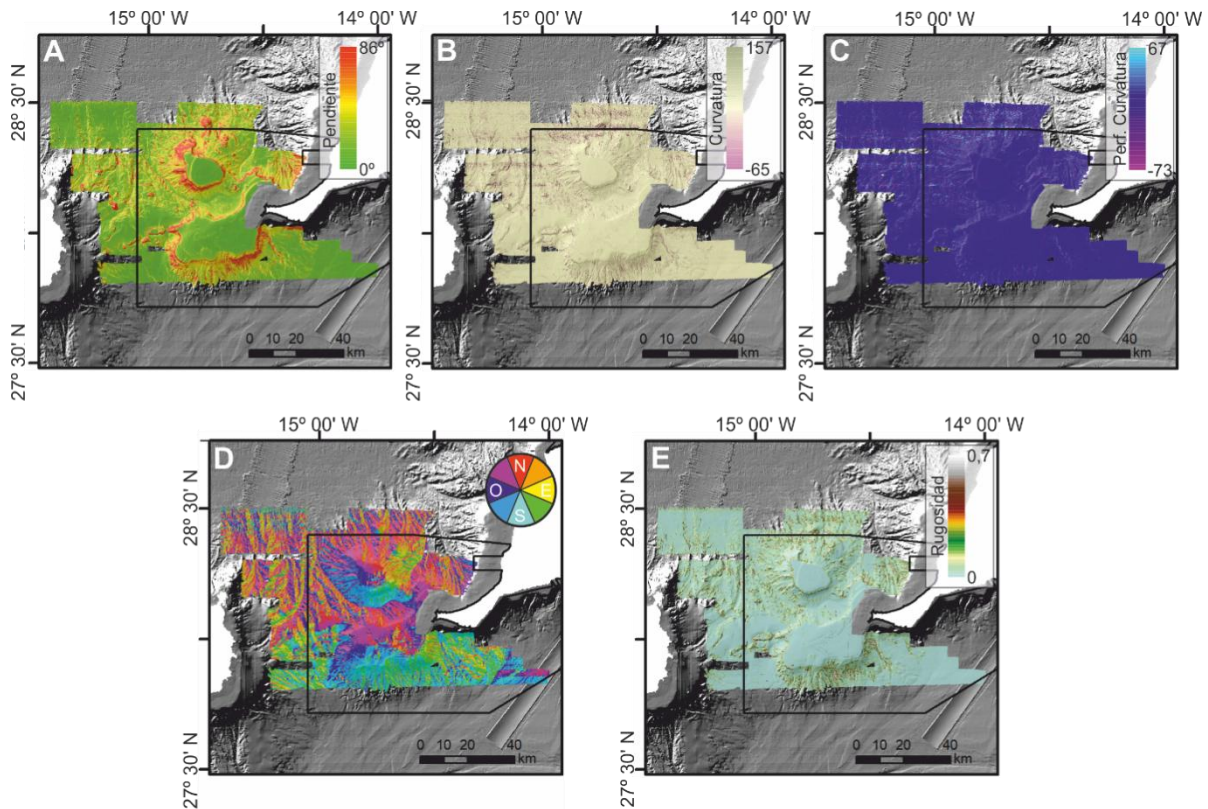 15º 00' W 14º 00' W
A
86º
Pendiente
0º
28º 30' N
27º 30' N
0 10 20 40
km
15º 00' W 14º 00' W
B
157
Curvatura
-65
28º 30' N
27º 30' N
0 10 20 40
km
15º 00' W 14º 00' W
C
67
Perf. Curvatura
-73
28º 30' N
27º 30' N
0 10 20 40
km
15º 00' W 14º 00' W
D
N
O E
S
28º 30' N
27º 30' N
0 10 20 40
km
15º 00' W 14º 00' W
E
0,7
Rugosidad
0
28º 30' N
27º 30' N
0 10 20 40
km